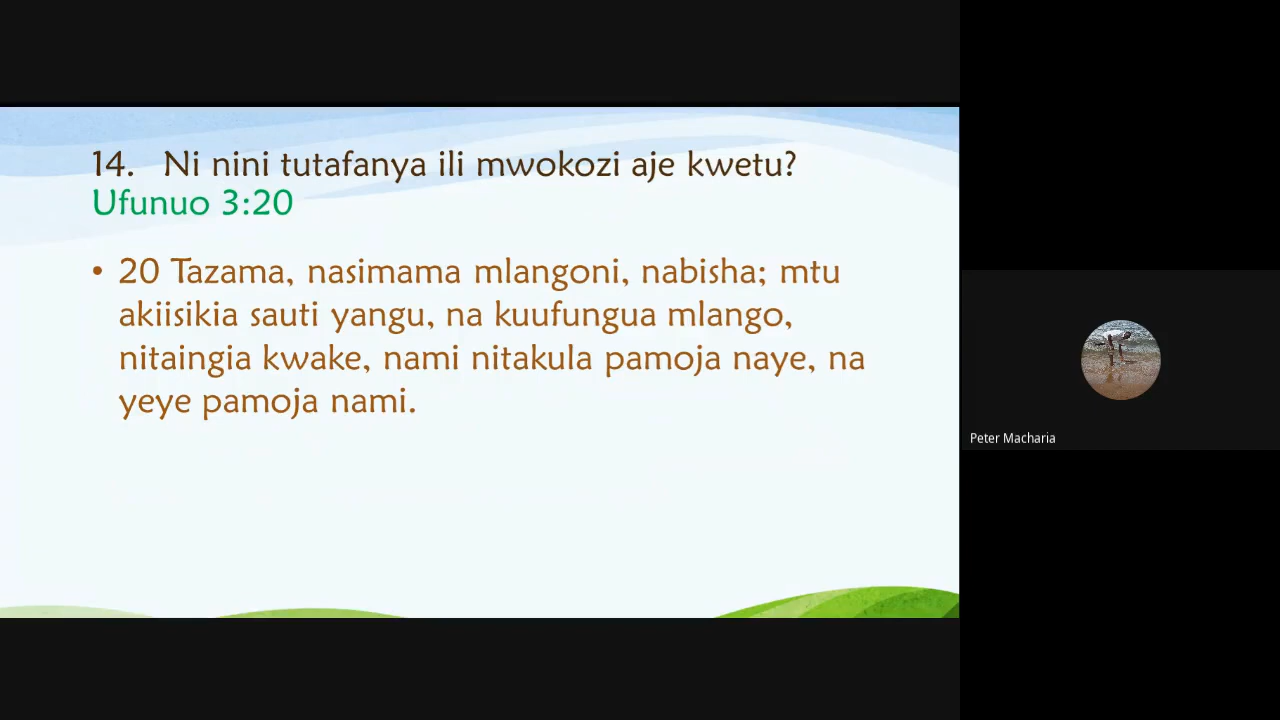 14. Ni nini tutafanya ili mwokozi aje kwetu?
Ufunuo 3:20
• 20 Tazama, nasimama mlangoni, nabisha; mtu
akiisikia sauti yangu, na kuufungua mlango,
nitaingia kwake, nami nitakula pamoja naye, na
yeye pamoja nami.
Peter Macharia